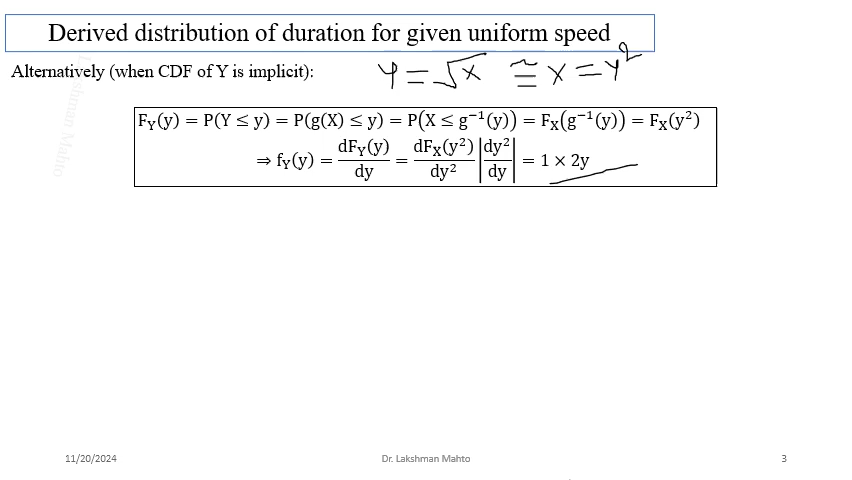 Derived distribution of duration for given uniform speed
Alternatively (when CDF of Y is implicit): Y = √X ≅ X = Y²
F_Y(y) = P(Y ≤ y) = P(g(X) ≤ y) = P(X ≤ g⁻¹(y)) = F_X(g⁻¹(y)) = F_X(y²)
⇒ f_Y(y) = dF_Y(y)/dy = dF_X(y²)/dy² |dy²/dy| = 1 × 2y
hman Mahto
11/20/2024 Dr. Lakshman Mahto 3